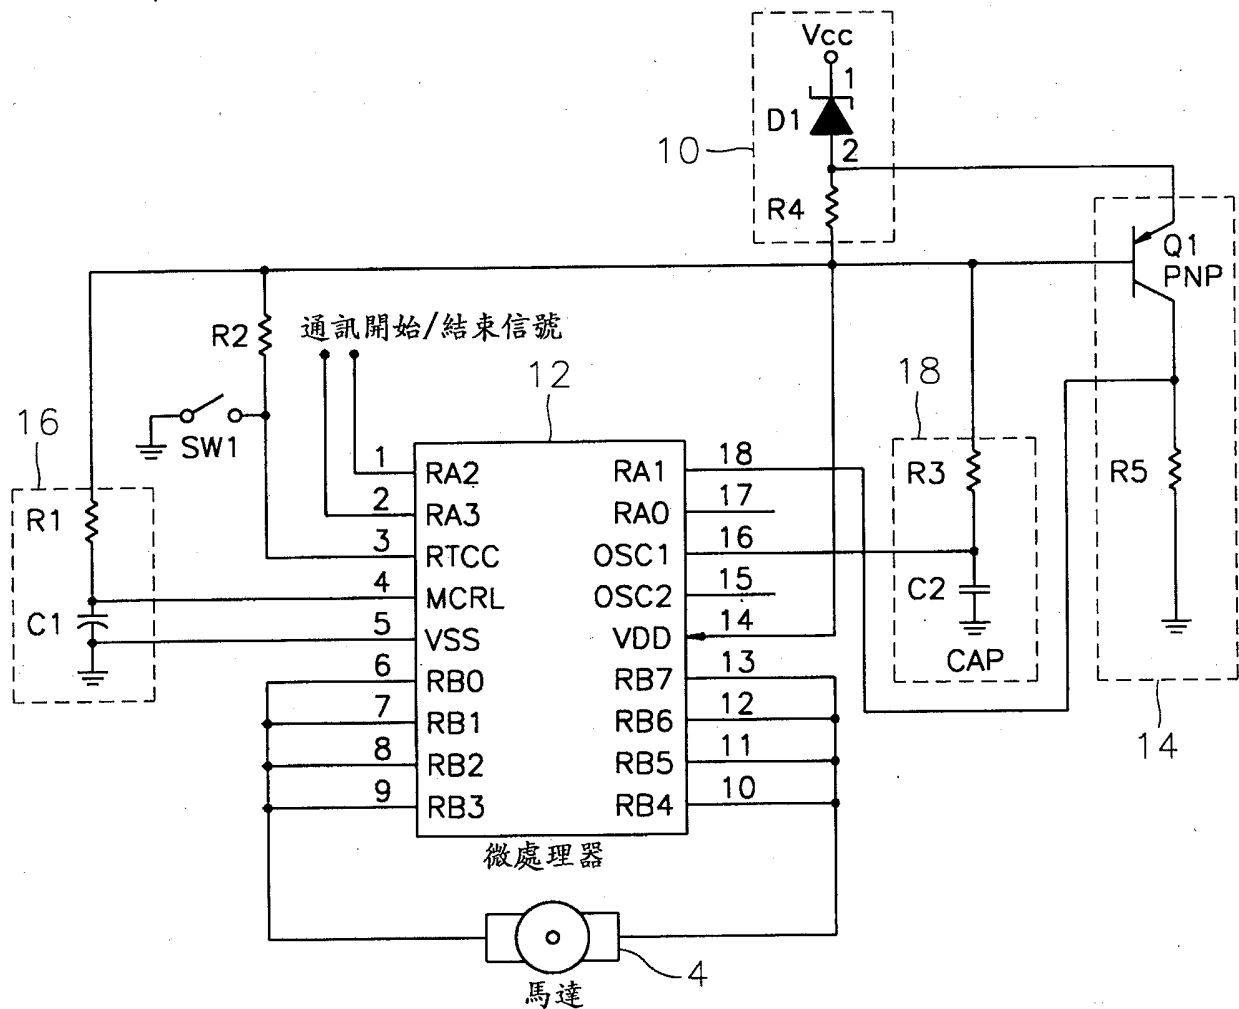 Vcc
1
D1
2
10
R4
Q1
PNP
R2
通訊開始/結束信號
12
18
16
SW1
R1
C1
1 RA2
2 RA3
3 RTCC
4 MCRL
5 VSS
6 RB0
7 RB1
8 RB2
9 RB3
RA1 18
RA0 17
OSC1 16
OSC2 15
VDD 14
RB7 13
RB6 12
RB5 11
RB4 10
R3
C2
CAP
R5
14
微處理器
4
馬達